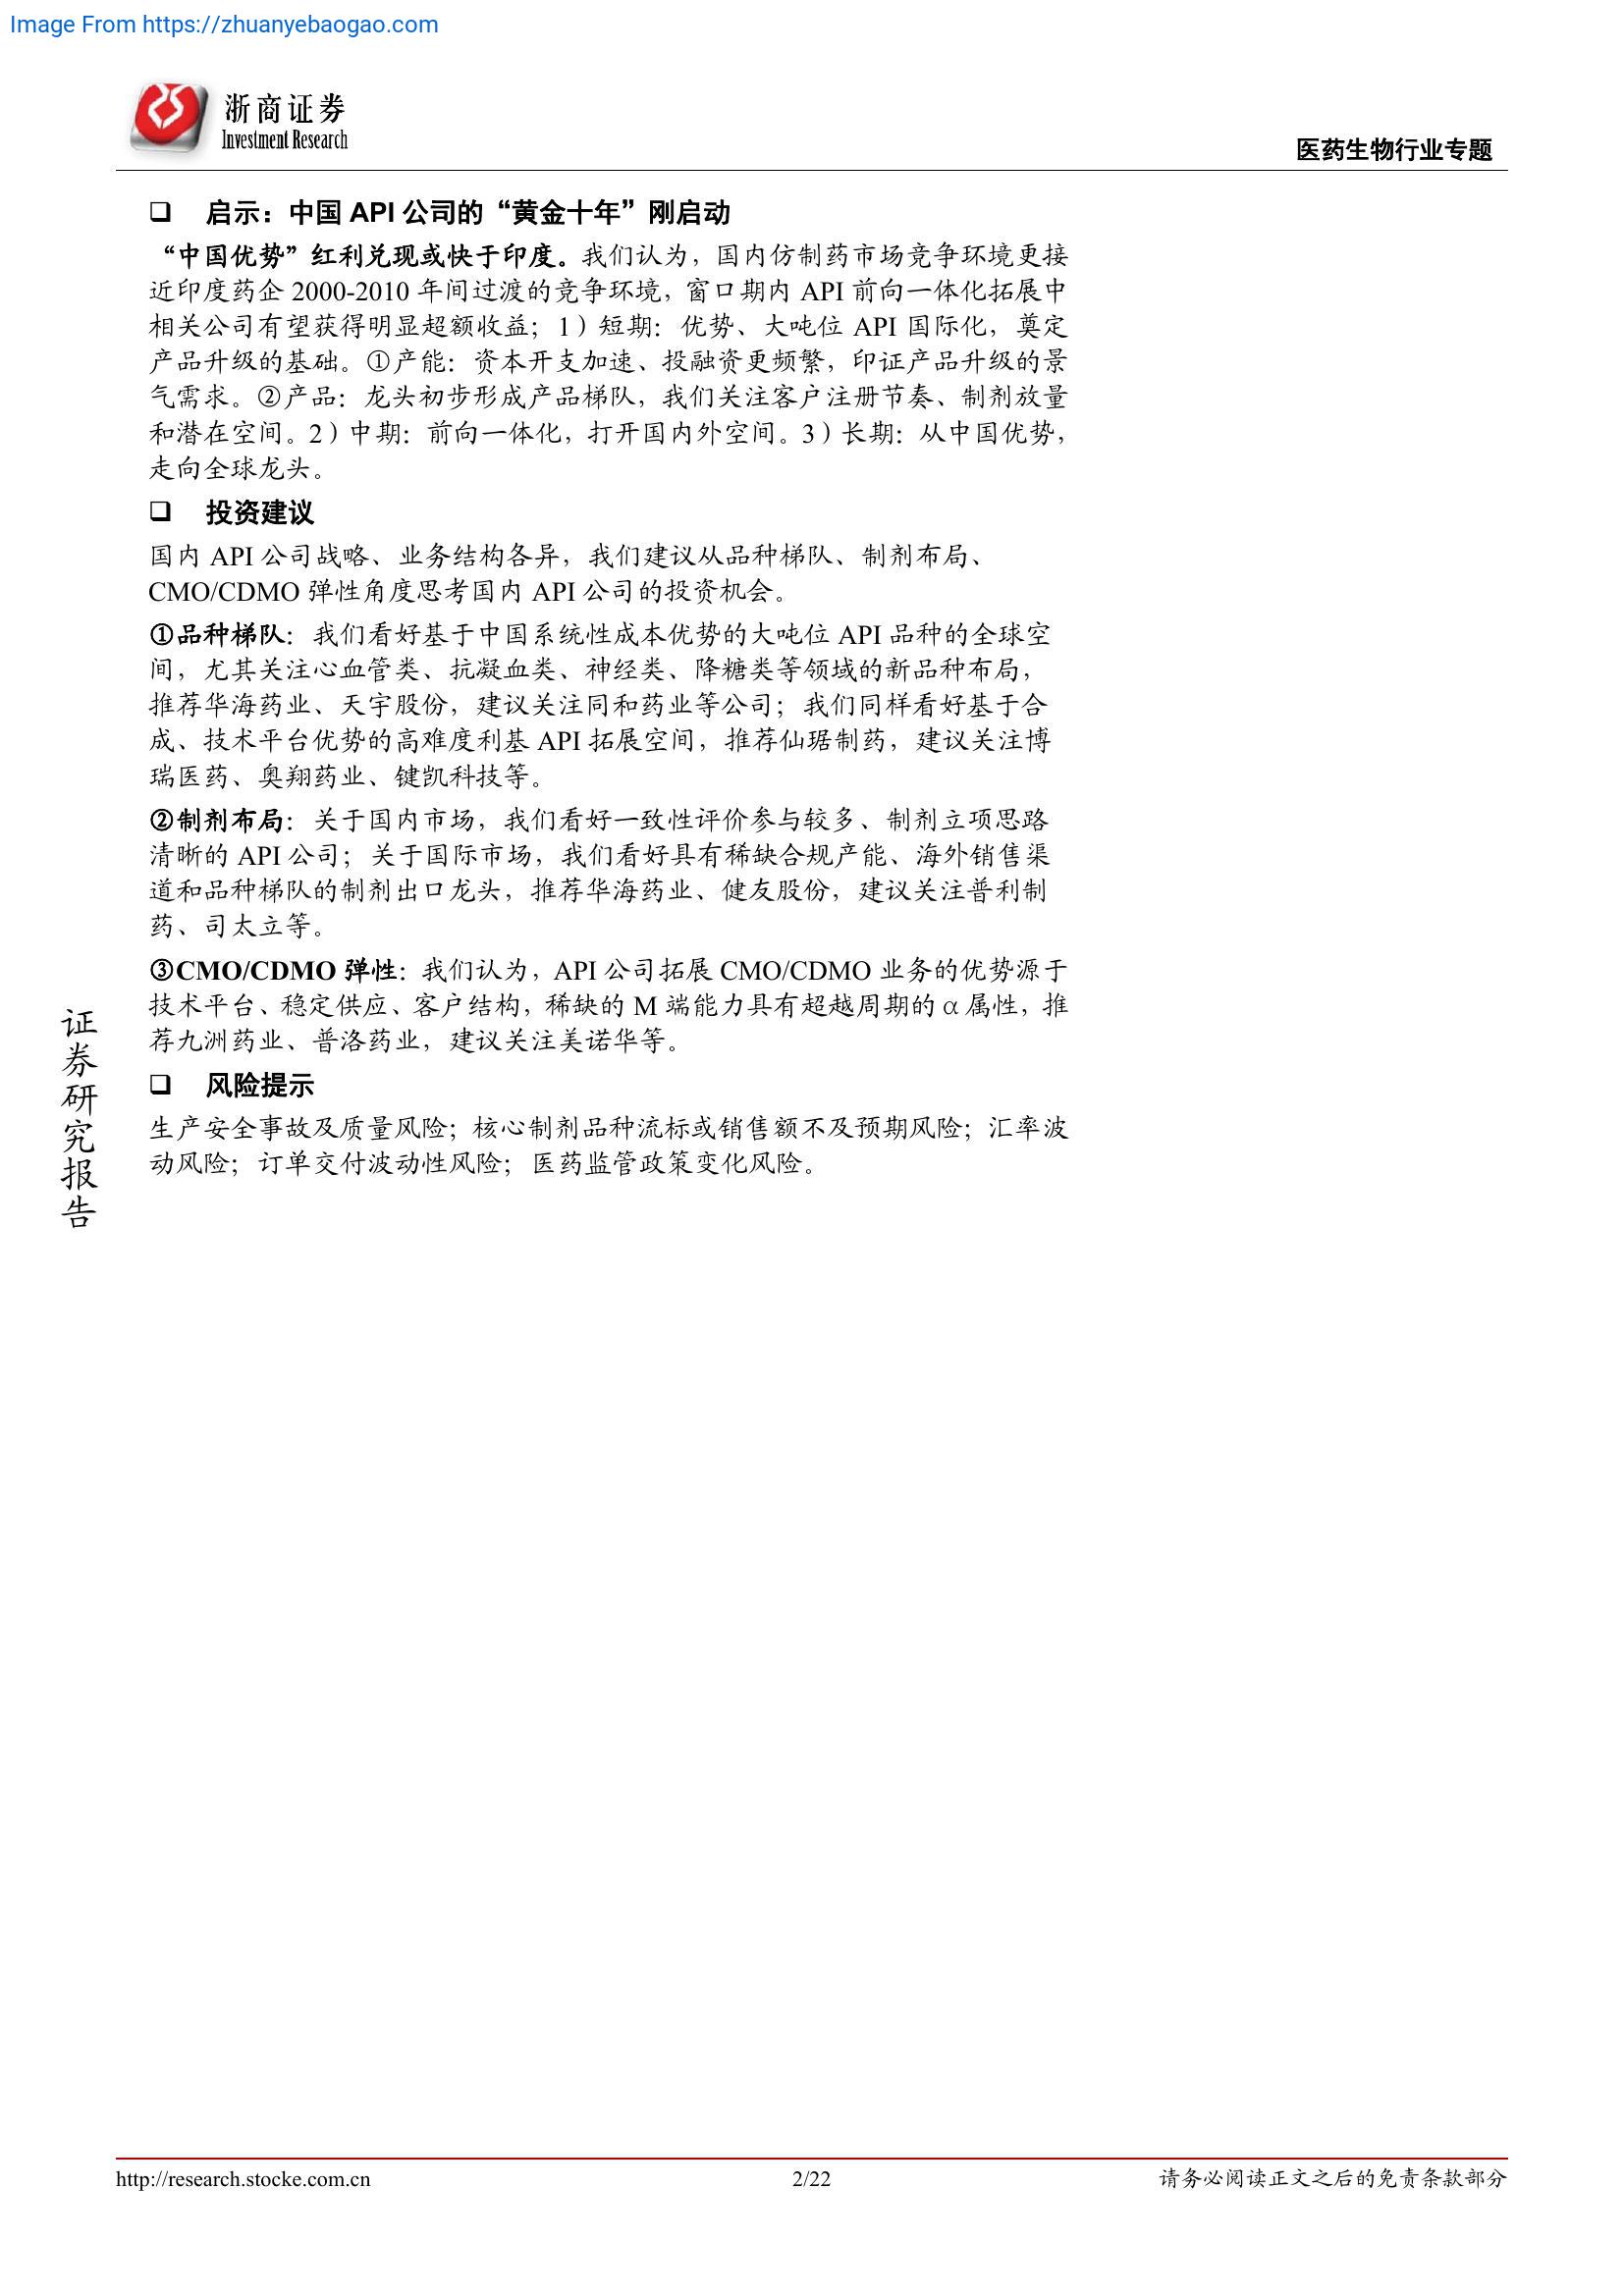 Image From https://zhuanyebaogao.com
浙商证券
Investment Research
医药生物行业专题
❑ 启示：中国 API 公司的“黄金十年”刚启动
“中国优势”红利兑现或快于印度。我们认为，国内仿制药市场竞争环境更接
近印度药企 2000-2010 年间过渡的竞争环境，窗口期内 API 前向一体化拓展中
相关公司有望获得明显超额收益；1）短期：优势、大吨位 API 国际化，奠定
产品升级的基础。①产能：资本开支加速、投融资更频繁，印证产品升级的景
气需求。②产品：龙头初步形成产品梯队，我们关注客户注册节奏、制剂放量
和潜在空间。2）中期：前向一体化，打开国内外空间。3）长期：从中国优势，
走向全球龙头。
❑ 投资建议
国内 API 公司战略、业务结构各异，我们建议从品种梯队、制剂布局、
CMO/CDMO 弹性角度思考国内 API 公司的投资机会。
①品种梯队：我们看好基于中国系统性成本优势的大吨位 API 品种的全球空
间，尤其关注心血管类、抗凝血类、神经类、降糖类等领域的新品种布局，
推荐华海药业、天宇股份，建议关注同和药业等公司；我们同样看好基于合
成、技术平台优势的高难度利基 API 拓展空间，推荐仙琚制药，建议关注博
瑞医药、奥翔药业、键凯科技等。
②制剂布局：关于国内市场，我们看好一致性评价参与较多、制剂立项思路
清晰的 API 公司；关于国际市场，我们看好具有稀缺合规产能、海外销售渠
道和品种梯队的制剂出口龙头，推荐华海药业、健友股份，建议关注普利制
药、司太立等。
③CMO/CDMO 弹性：我们认为，API 公司拓展 CMO/CDMO 业务的优势源于
技术平台、稳定供应、客户结构，稀缺的 M 端能力具有超越周期的 α 属性，推
荐九洲药业、普洛药业，建议关注美诺华等。
❑ 风险提示
生产安全事故及质量风险；核心制剂品种流标或销售额不及预期风险；汇率波
动风险；订单交付波动性风险；医药监管政策变化风险。
证券研究报告
http://research.stocke.com.cn
2/22
请务必阅读正文之后的免责条款部分